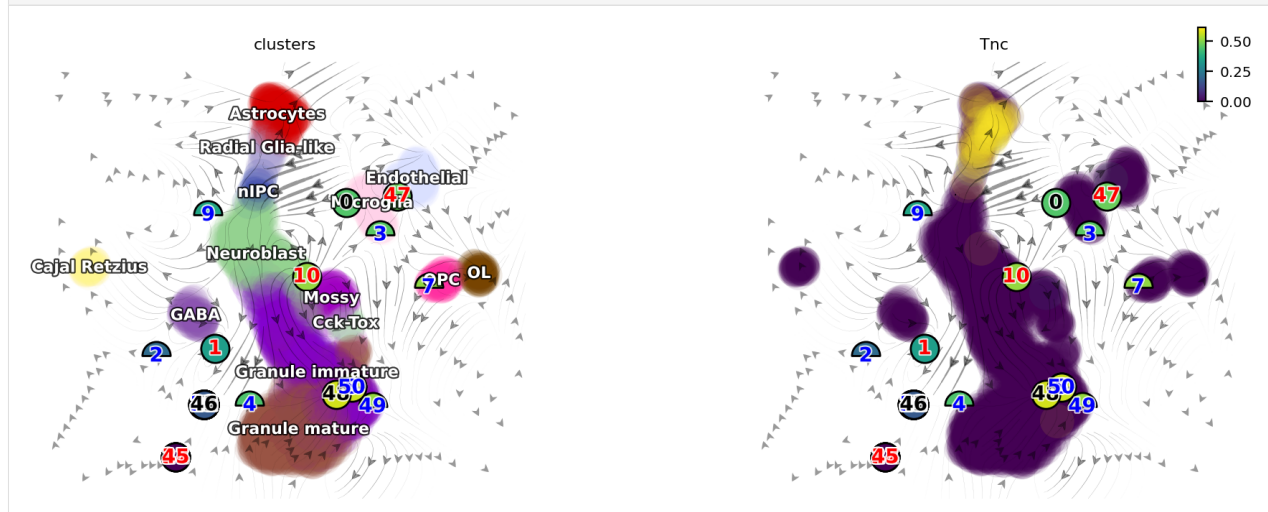 clusters
Astrocytes
Radial Glia-like
nIPC
Endothelial
0
Microglia
47
9
3
Neuroblast
Cajal Retzius
10
7
OPC
OL
Mossy
GABA
Cck-Tox
2
1
Granule immature
50
46
4
48
49
Granule mature
45
Tnc
0.50
0.25
0.00
0
47
9
3
10
7
2
1
50
46
4
48
49
45